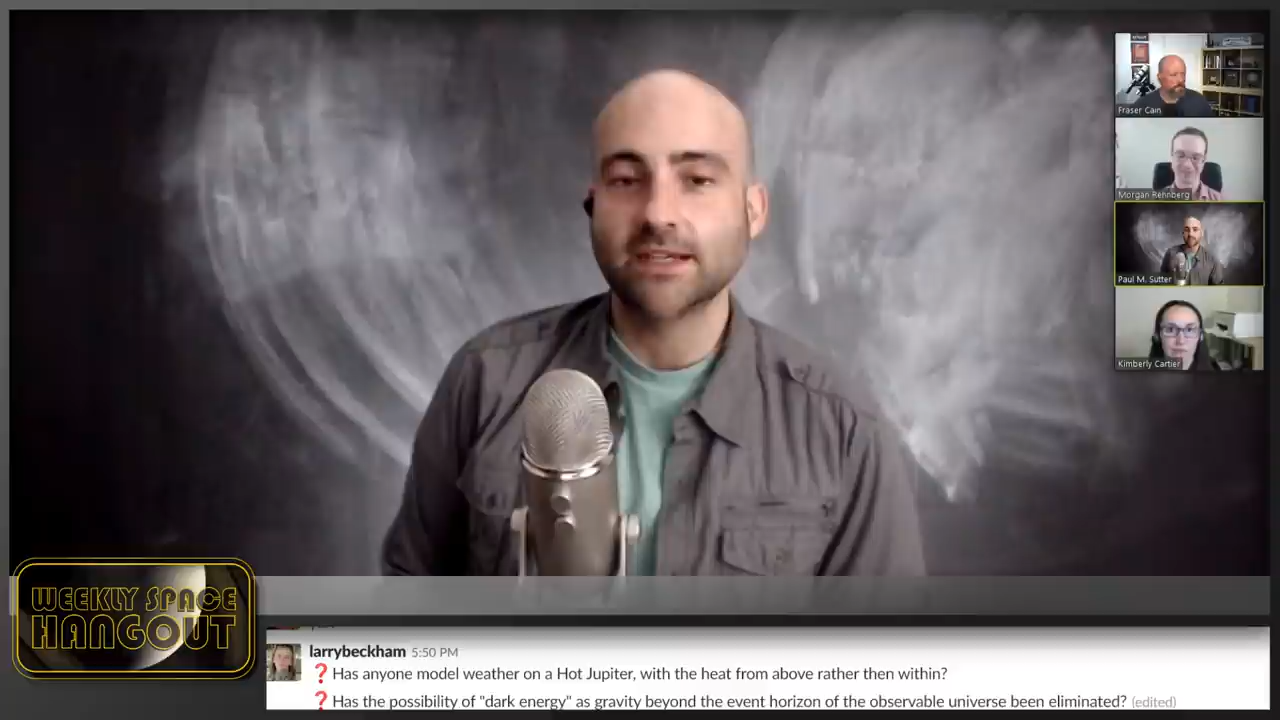 Fraser Cain
Morgan Rehnberg
Paul M. Sutter
Kimberly Cartier
WEEKLY SPACE
HANGOUT
larrybeckham 5:50 PM
❓ Has anyone model weather on a Hot Jupiter, with the heat from above rather then within?
❓ Has the possibility of "dark energy" as gravity beyond the event horizon of the observable universe been eliminated? (edited)